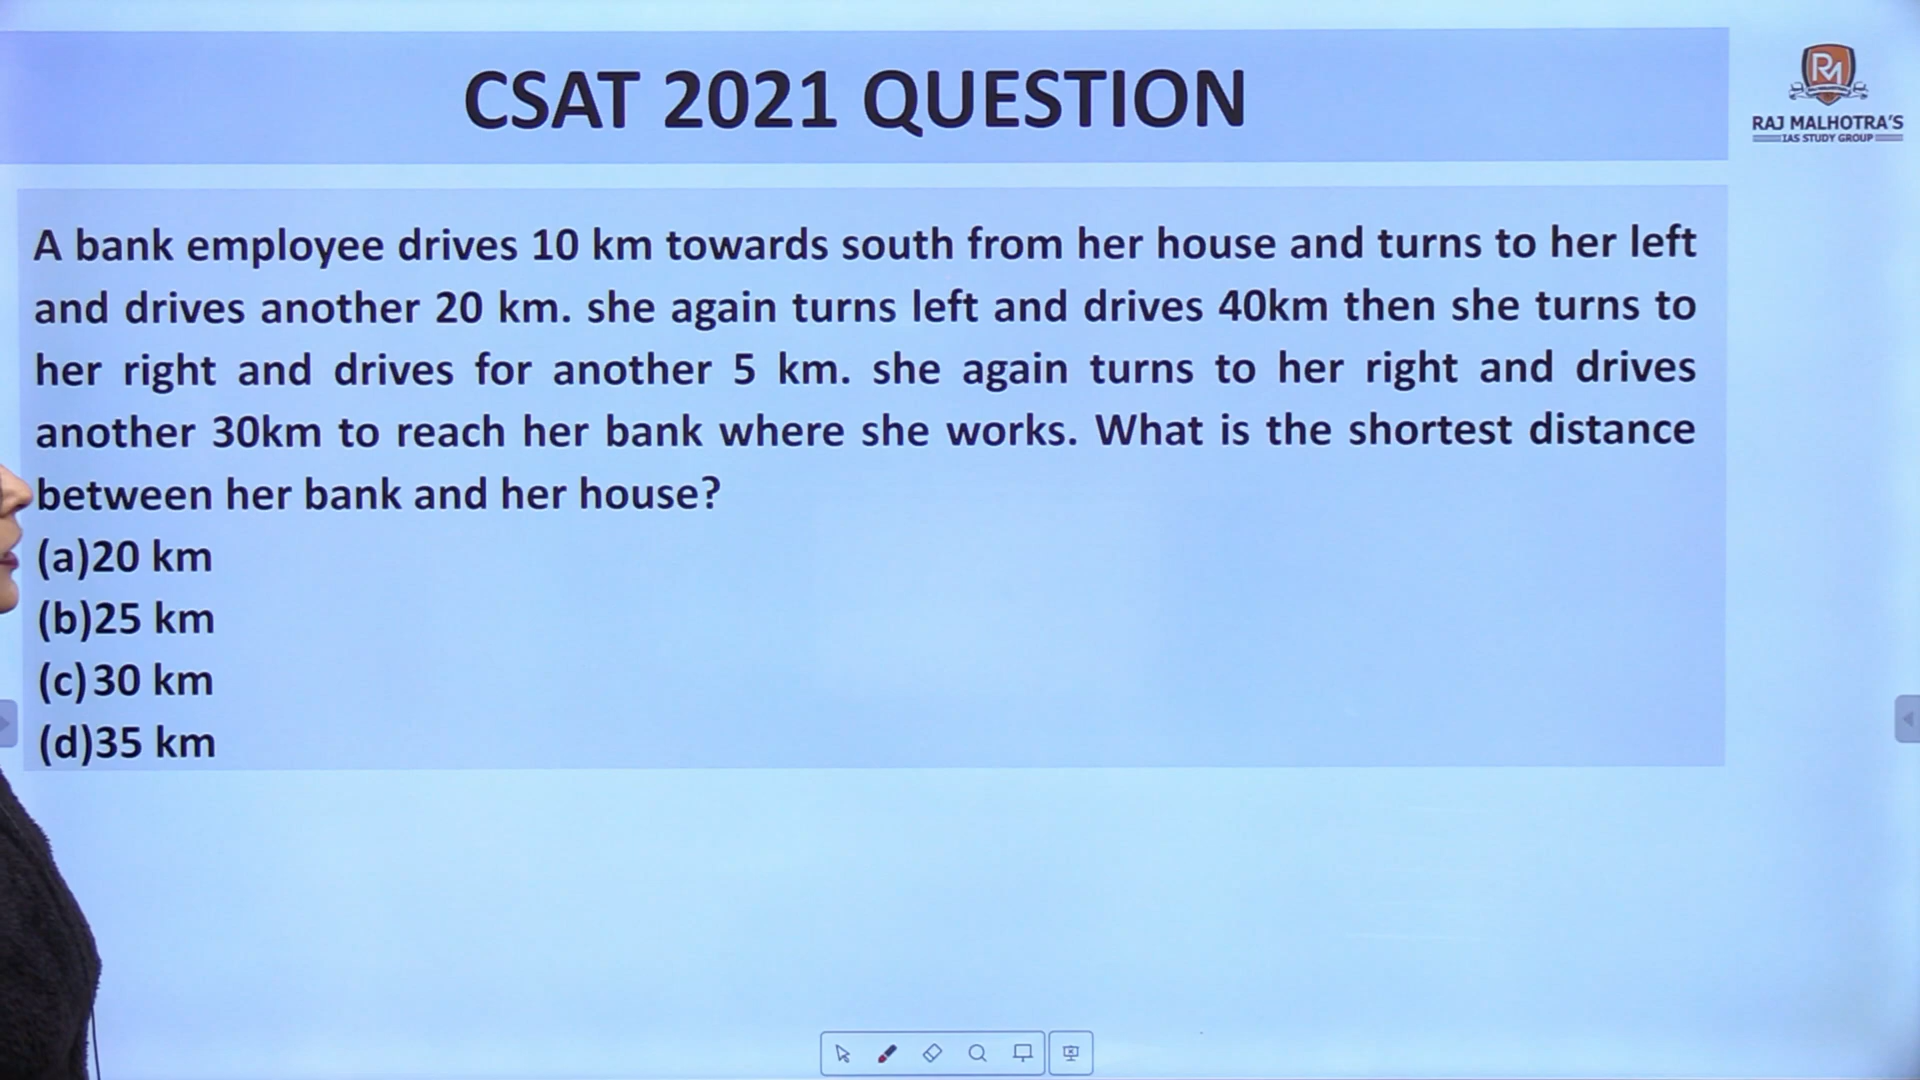 CSAT 2021 QUESTION
RAJ MALHOTRA'S
IAS STUDY GROUP
A bank employee drives 10 km towards south from her house and turns to her left
and drives another 20 km. she again turns left and drives 40km then she turns to
her right and drives for another 5 km. she again turns to her right and drives
another 30km to reach her bank where she works. What is the shortest distance
between her bank and her house?
(a)20 km
(b)25 km
(c)30 km
(d)35 km